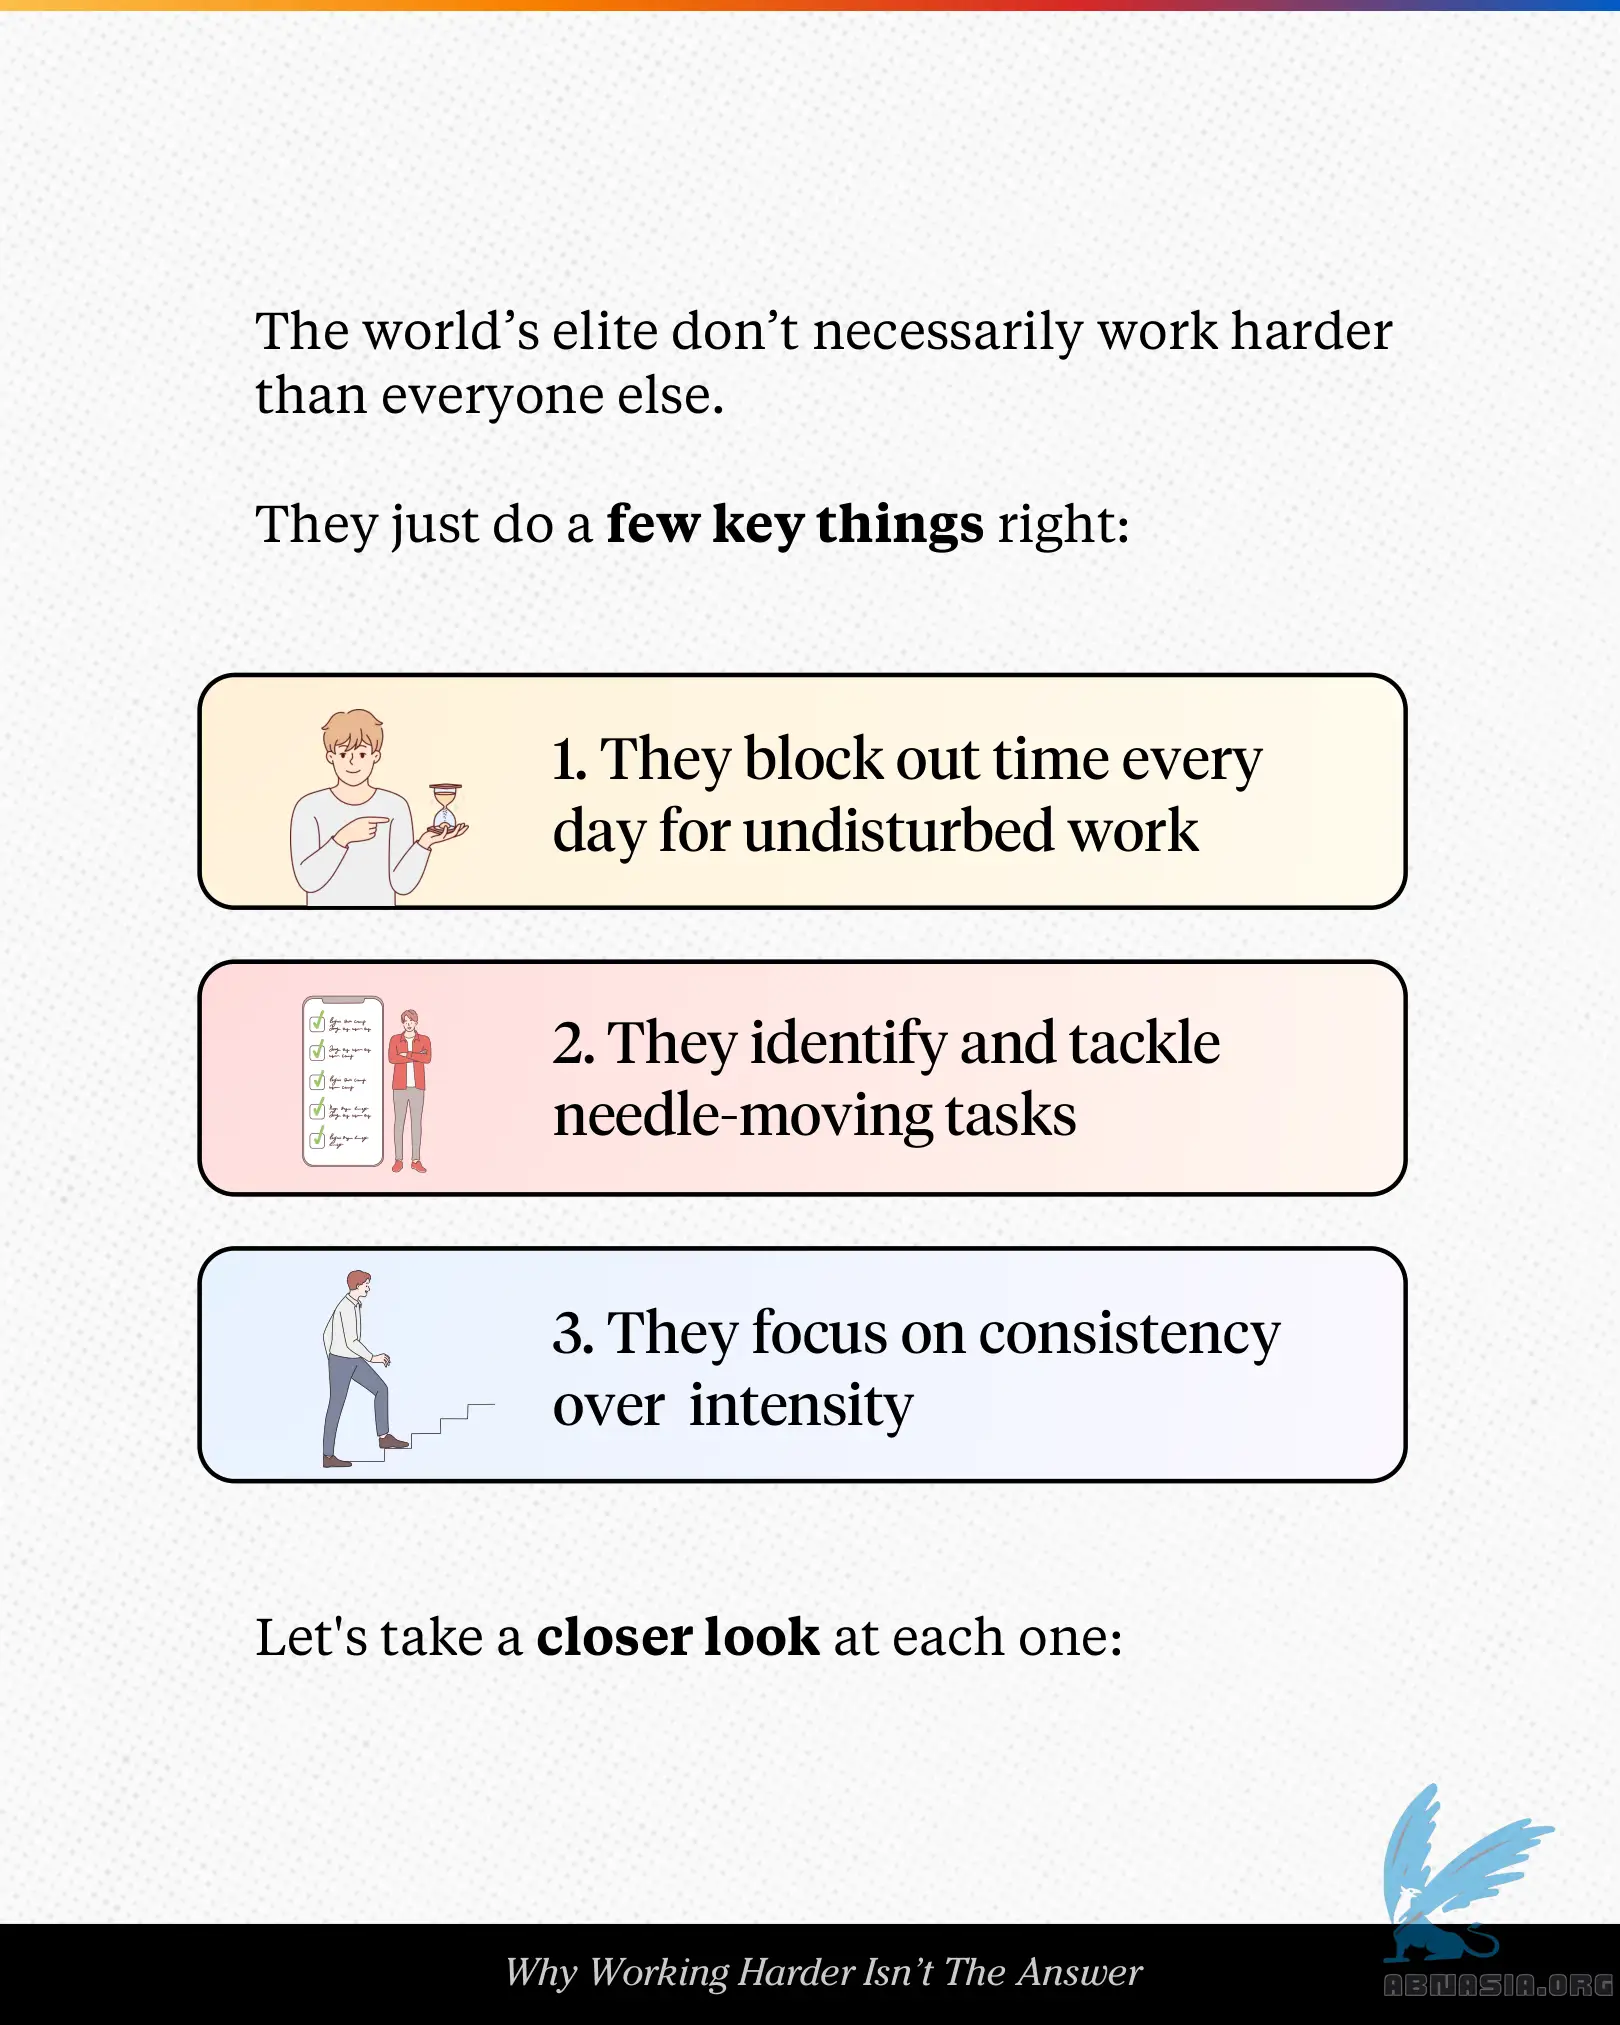 The world’s elite don’t necessarily work harder
than everyone else.
They just do a few key things right:
1. They block out time every
day for undisturbed work
2. They identify and tackle
needle-moving tasks
3. They focus on consistency
over  intensity
Let's take a closer look at each one:
Why Working Harder Isn’t The Answer
ABNASIA.ORG